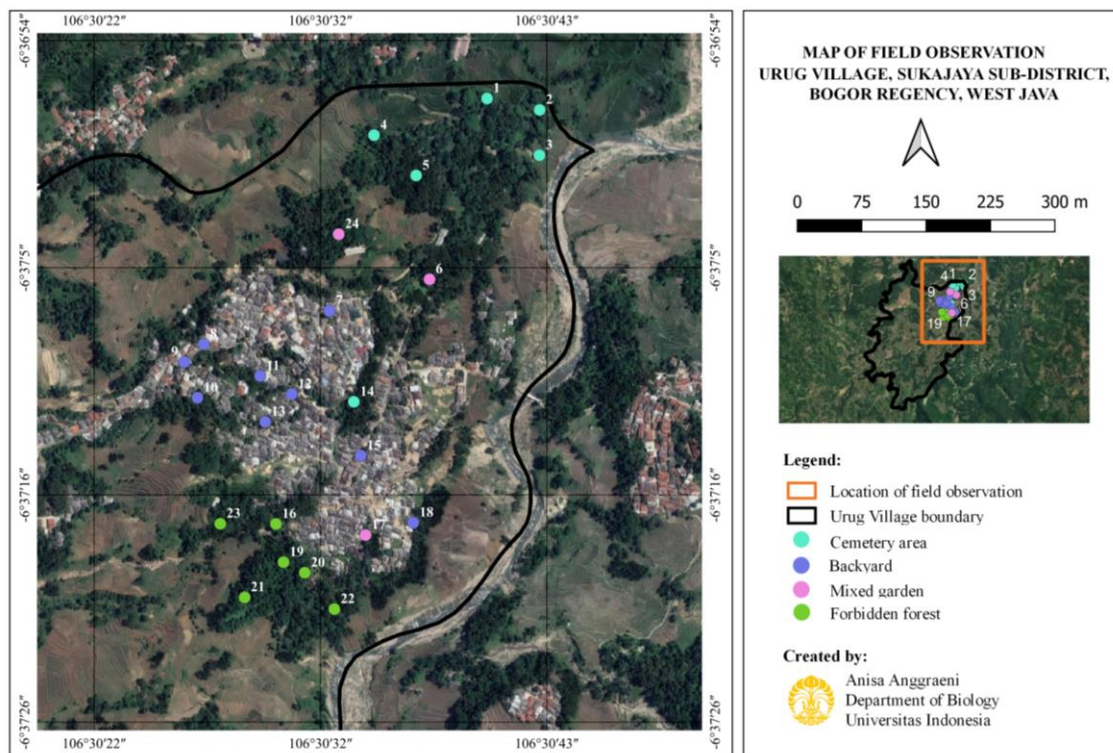 106°30'22"
106°30'32"
106°30'43"
-6°36'54"
-6°36'54"
1
2
4
3
5
24
-6°37'5"
-6°37'5"
6
7
8
9
11
10
12
14
13
15
-6°37'16"
-6°37'16"
23
16
18
17
19
20
21
22
-6°37'26"
-6°37'26"
106°30'22"
106°30'32"
106°30'43"
MAP OF FIELD OBSERVATION
URUG VILLAGE, SUKAJAYA SUB-DISTRICT,
BOGOR REGENCY, WEST JAVA
0 75 150 225 300 m
41 2
9 3
6
19 17
Legend:
Location of field observation
Urug Village boundary
Cemetery area
Backyard
Mixed garden
Forbidden forest
Created by:
Anisa Anggraeni
Department of Biology
Universitas Indonesia